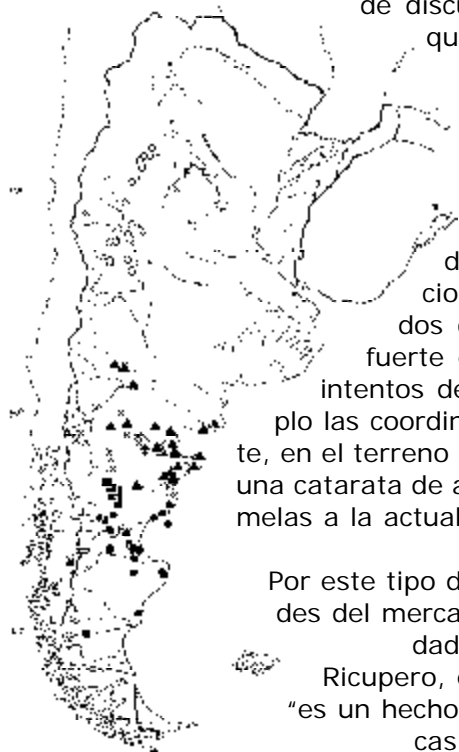 de discu
qu
d
cio
dos
fuerte
intentos de
plo las coordin
te, en el terreno
una catarata de a
melas a la actual
Por este tipo d
des del merca
dad
Ricupero,
"es un hecho
cas